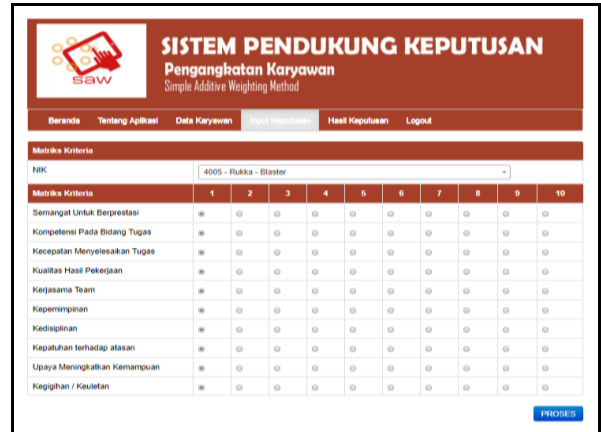 saw
SISTEM PENDUKUNG KEPUTUSAN
Pengangkatan Karyawan
Simple Additive Weighting Method
Beranda Tentang Aplikasi Data Karyawan Input Keputusan Hasil Keputusan Logout
Matriks Kriteria
NIK 4005 - Rukka - Blaster
Matriks Kriteria 1 2 3 4 5 6 7 8 9 10
Semangat Untuk Berprestasi
Kompetensi Pada Bidang Tugas
Kecepatan Menyelesaikan Tugas
Kualitas Hasil Pekerjaan
Kerjasama Team
Kepemimpinan
Kedisiplinan
Kepatuhan terhadap atasan
Upaya Meningkatkan Kemampuan
Kegigihan / Keuletan
PROSES